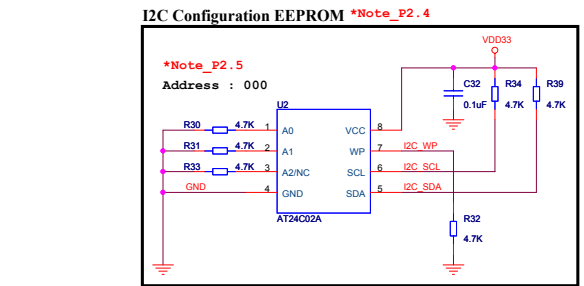 I2C Configuration EEPROM *Note_P2.4
VDD33
*Note_P2.5
Address : 000
C32
0.1uF
R34
4.7K
R39
4.7K
U2
R30 4.7K 1 A0
R31 4.7K 2 A1
R33 4.7K 3 A2/NC
GND 4 GND
VCC 8
WP 7 I2C_WP
SCL 6 I2C_SCL
SDA 5 I2C_SDA
AT24C02A
R32
4.7K